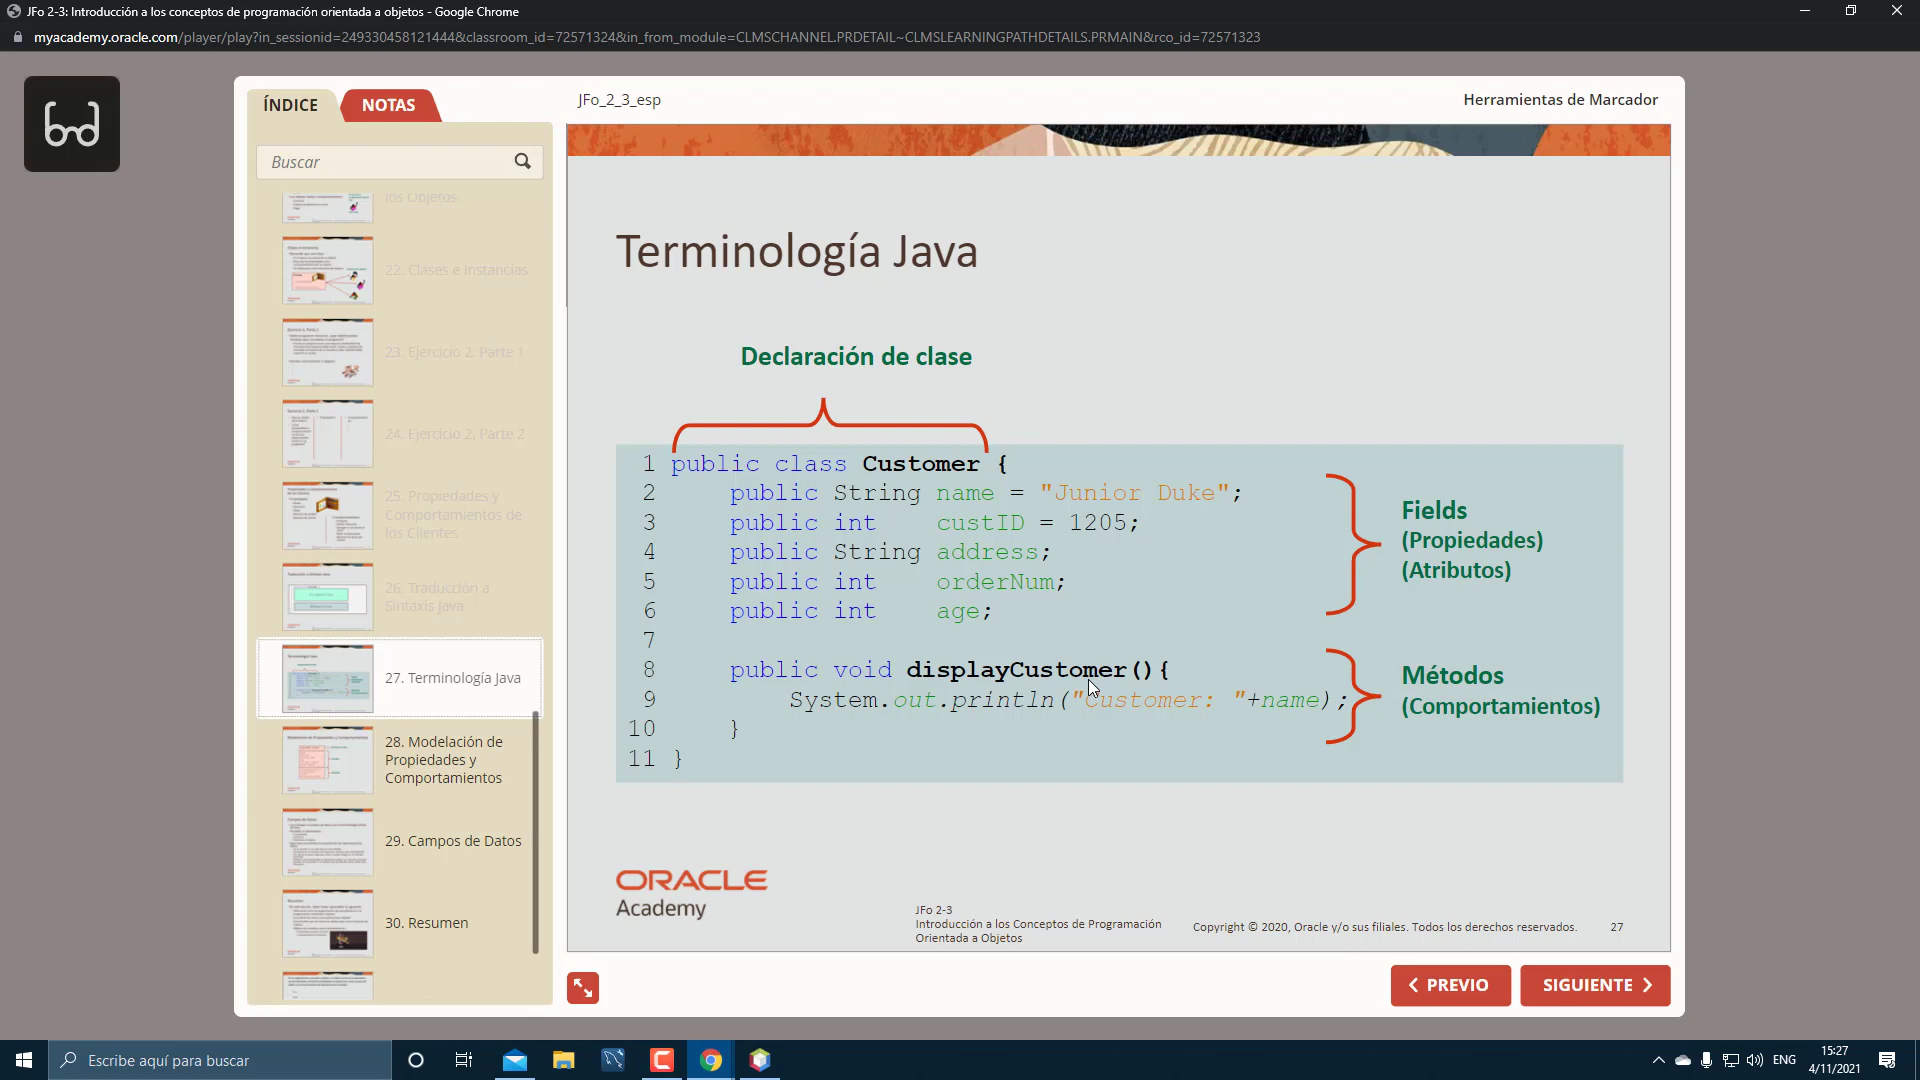 JFo 2-3: Introducción a los conceptos de programación orientada a objetos - Google Chrome
myacademy.oracle.com/player/play?in_sessionid=249330458121444&classroom_id=72571324&in_from_module=CLMSCHANNEL.PRDETAIL~CLMSLEARNINGPATHDETAILS.PRMAIN&rco_id=72571323
ÍNDICE
NOTAS
JFo_2_3_esp
Herramientas de Marcador
Buscar
los Objetos
22. Clases e Instancias
23. Ejercicio 2, Parte 1
24. Ejercicio 2, Parte 2
25. Propiedades y
Comportamientos de
los Clientes
26. Traducción a
Sintaxis Java
27. Terminología Java
28. Modelación de
Propiedades y
Comportamientos
29. Campos de Datos
30. Resumen
Terminología Java
Declaración de clase
1 public class Customer {
2 public String name = "Junior Duke";
3 public int custID = 1205;
4 public String address;
5 public int orderNum;
6 public int age;
7
8 public void displayCustomer(){
9 System.out.println("Customer: "+name);
10 }
11 }
Fields
(Propiedades)
(Atributos)
Métodos
(Comportamientos)
ORACLE
Academy
JFo 2-3
Introducción a los Conceptos de Programación
Orientada a Objetos
Copyright © 2020, Oracle y/o sus filiales. Todos los derechos reservados.
27
PREVIO
SIGUIENTE
Escribe aquí para buscar
ENG
15:27
4/11/2021